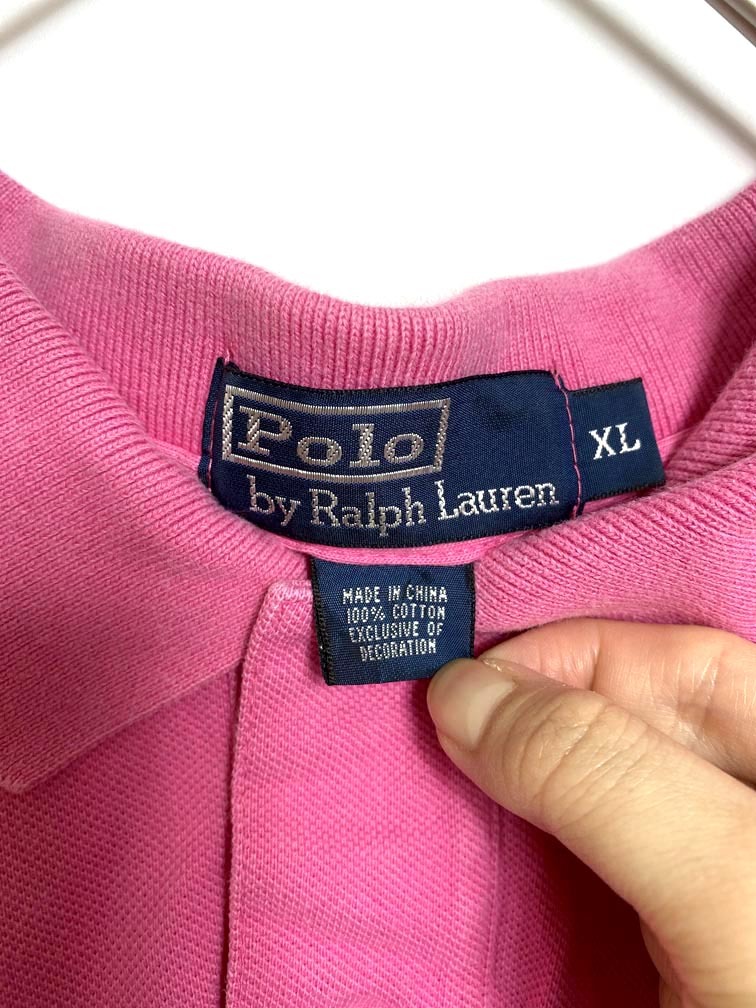 Polo
by Ralph Lauren
XL
MADE IN CHINA
100% COTTON
EXCLUSIVE OF
DECORATION